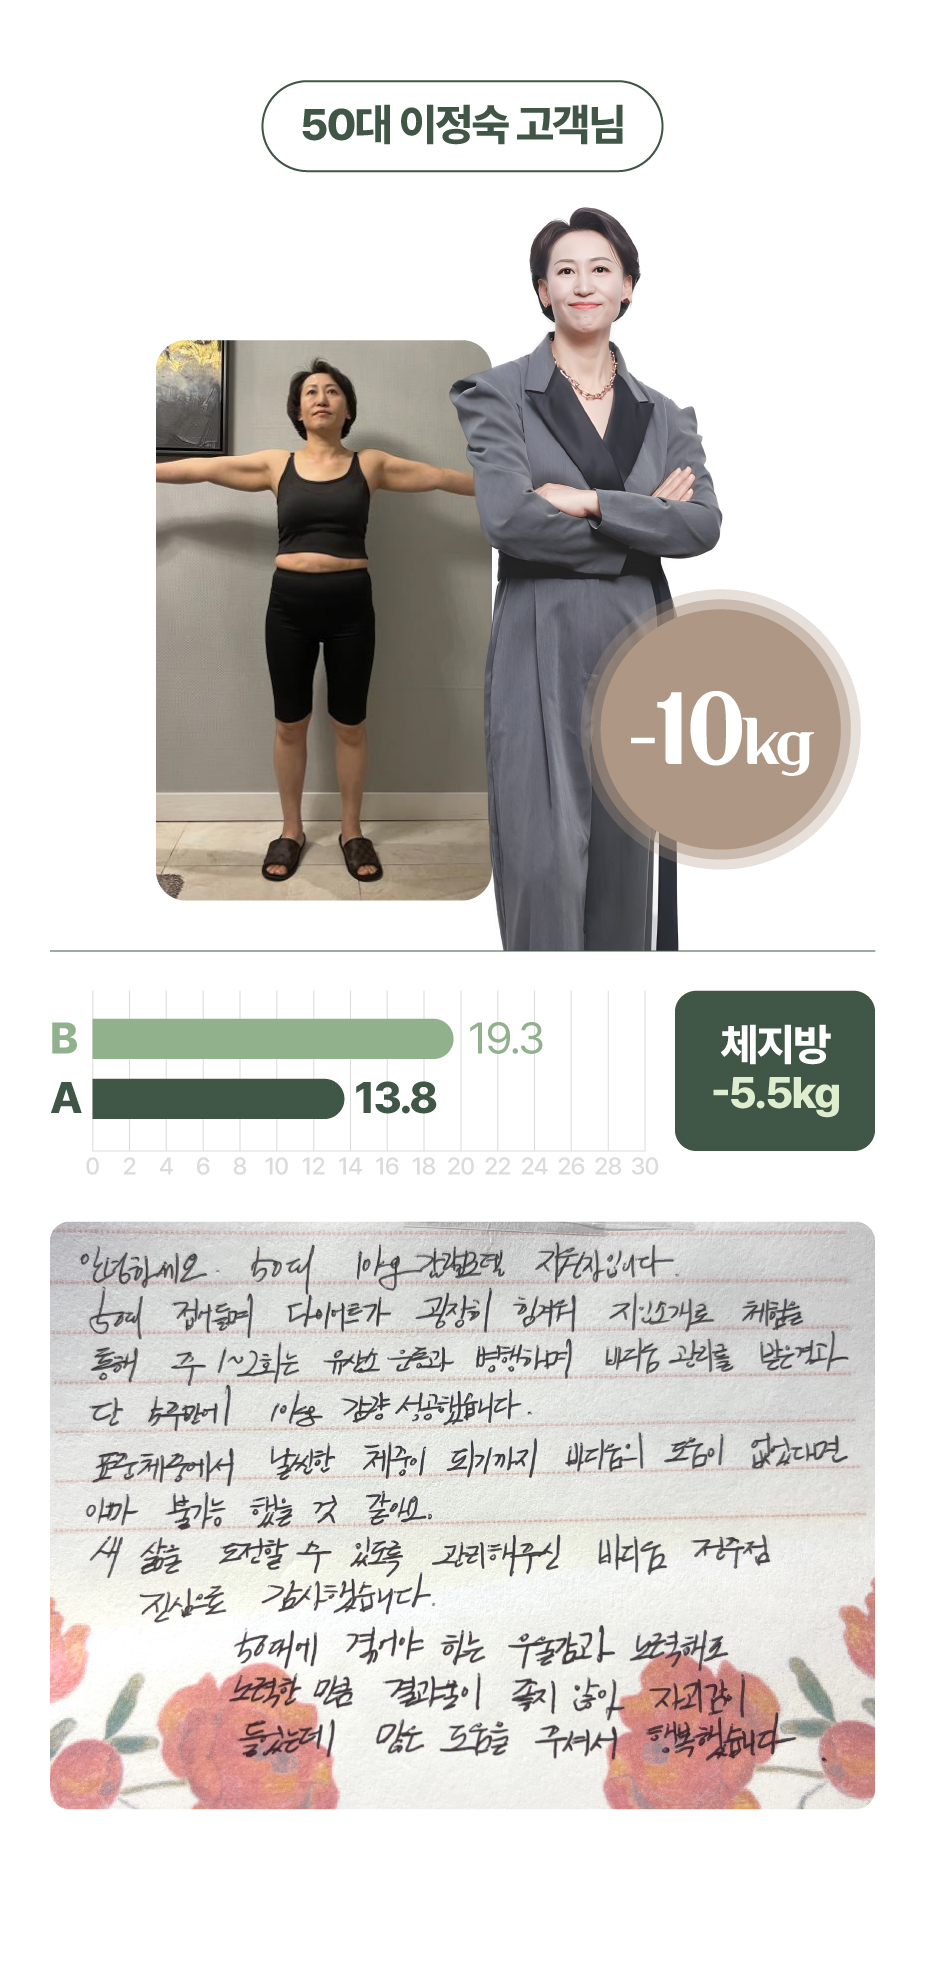 50대 이정숙 고객님
-10kg
B 19.3
A 13.8
0 2 4 6 8 10 12 14 16 18 20 22 24 26 28 30
체지방
-5.5kg
안녕하세요. 50대 10kg 감량모델 지원자입니다.
50대 접어들며 다이어트가 굉장히 힘겨워 지인소개로 체험을
통해 주 1~2회는 유산소 운동과 병행하며 바디움 관리를 받은결과
단 5주만에 10kg 감량 성공했습니다.
표준체중에서 날씬한 체중이 되기까지 바디움의 도움이 없었다면
아마 불가능 했을 것 같아요.
새 삶을 도전할 수 있도록 관리해주신 바디움 전주점
진심으로 감사했습니다.
50대에 겪어야 하는 우울감과 노력해도
노력한 만큼 결과물이 좋지 않아 자괴감이
들었는데 많은 도움을 주셔서 행복했습니다.